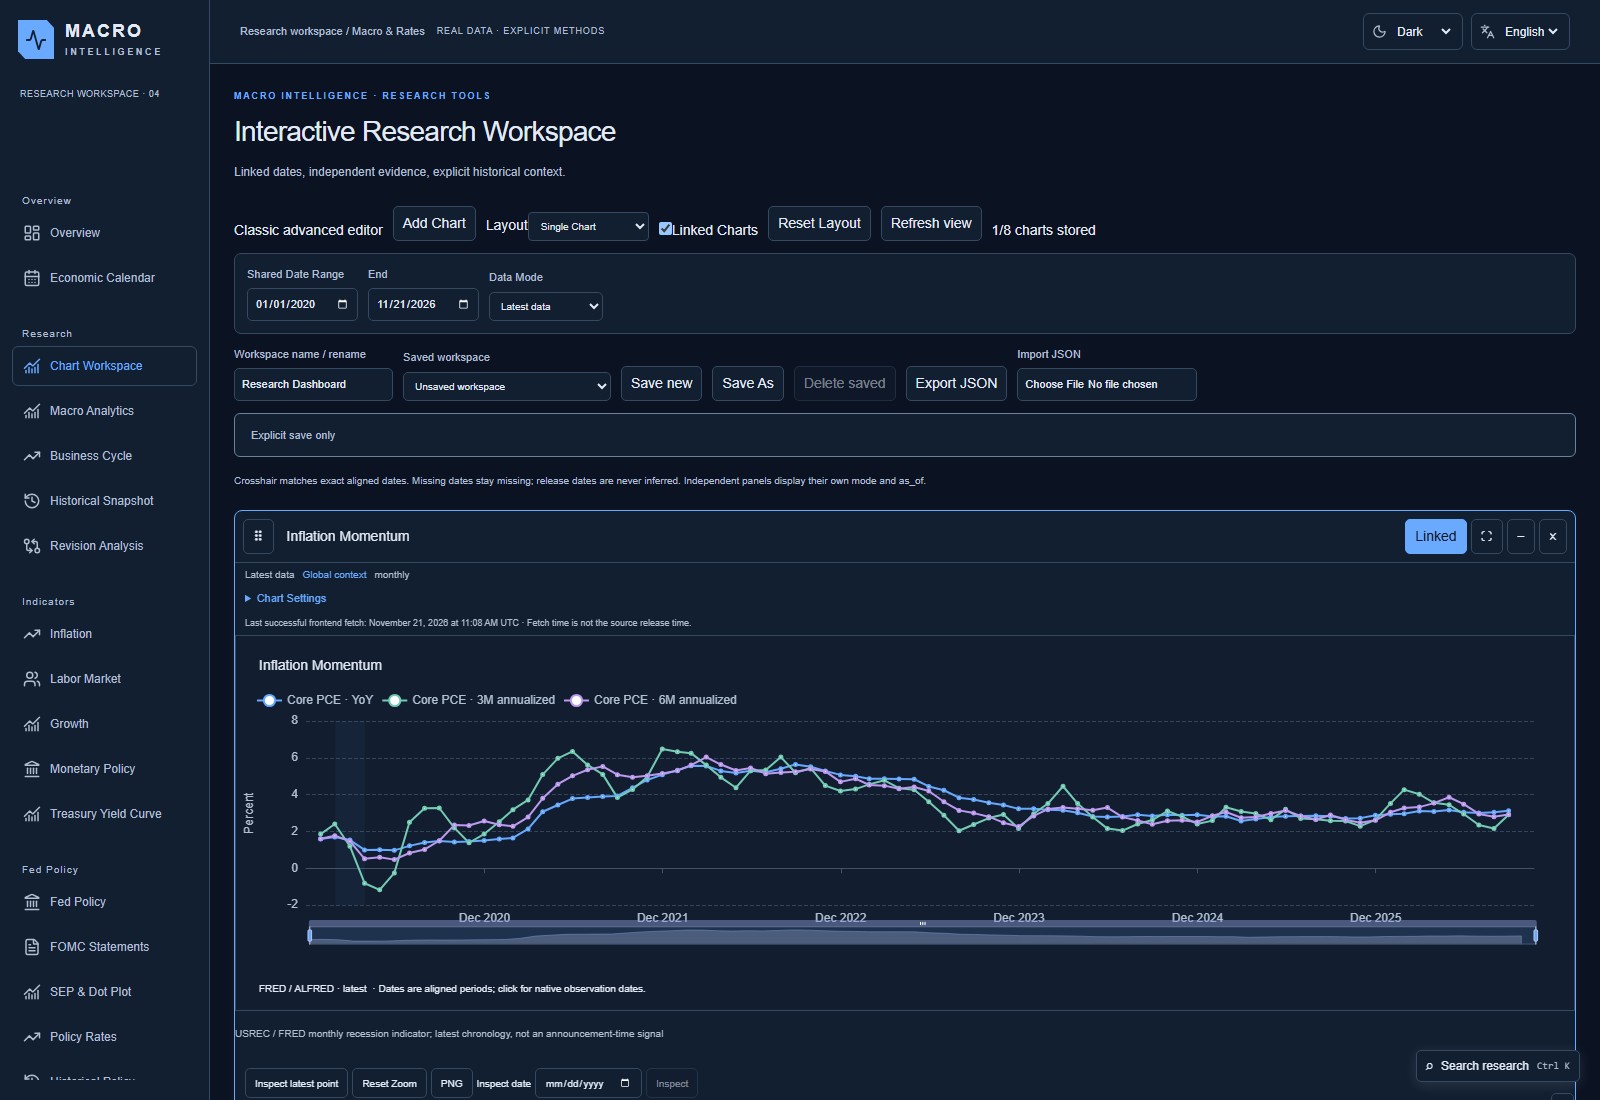 MACRO
INTELLIGENCE
RESEARCH WORKSPACE · 04
Overview
Overview
Economic Calendar
Research
Chart Workspace
Macro Analytics
Business Cycle
Historical Snapshot
Revision Analysis
Indicators
Inflation
Labor Market
Growth
Monetary Policy
Treasury Yield Curve
Fed Policy
Fed Policy
FOMC Statements
SEP & Dot Plot
Policy Rates
Historical Policy
Research workspace / Macro & Rates REAL DATA · EXPLICIT METHODS
Dark
English
MACRO INTELLIGENCE · RESEARCH TOOLS
Interactive Research Workspace
Linked dates, independent evidence, explicit historical context.
Classic advanced editor Add Chart Layout Single Chart Linked Charts Reset Layout Refresh view 1/8 charts stored
Shared Date Range End Data Mode
01/01/2020 11/21/2026 Latest data
Workspace name / rename Saved workspace Import JSON
Research Dashboard Unsaved workspace Save new Save As Delete saved Export JSON Choose File No file chosen
Explicit save only
Crosshair matches exact aligned dates. Missing dates stay missing; release dates are never inferred. Independent panels display their own mode and as_of.
Inflation Momentum Linked – x
Latest data Global context monthly
Chart Settings
Last successful frontend fetch: November 21, 2026 at 11:08 AM UTC · Fetch time is not the source release time.
Inflation Momentum
Core PCE · YoY Core PCE · 3M annualized Core PCE · 6M annualized
8
6
4
2
0
-2
Percent
Dec 2020 Dec 2021 Dec 2022 Dec 2023 Dec 2024 Dec 2025
FRED / ALFRED · latest · Dates are aligned periods; click for native observation dates.
USREC / FRED monthly recession indicator; latest chronology, not an announcement-time signal
Inspect latest point Reset Zoom PNG Inspect date mm/dd/yyyy Inspect
Search research Ctrl K